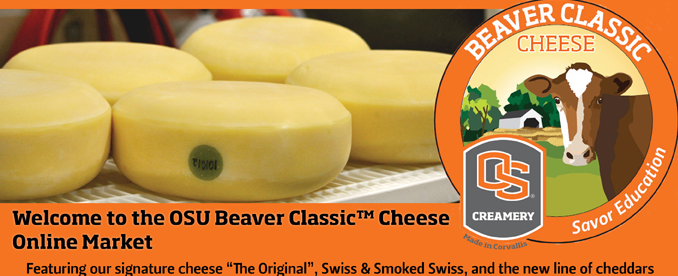 BEAVER CLASSIC
CHEESE
OS
CREAMERY
Made in Corvallis
Savor Education
Welcome to the OSU Beaver Classic™ Cheese
Online Market
Featuring our signature cheese “The Original”, Swiss & Smoked Swiss, and the new line of cheddars